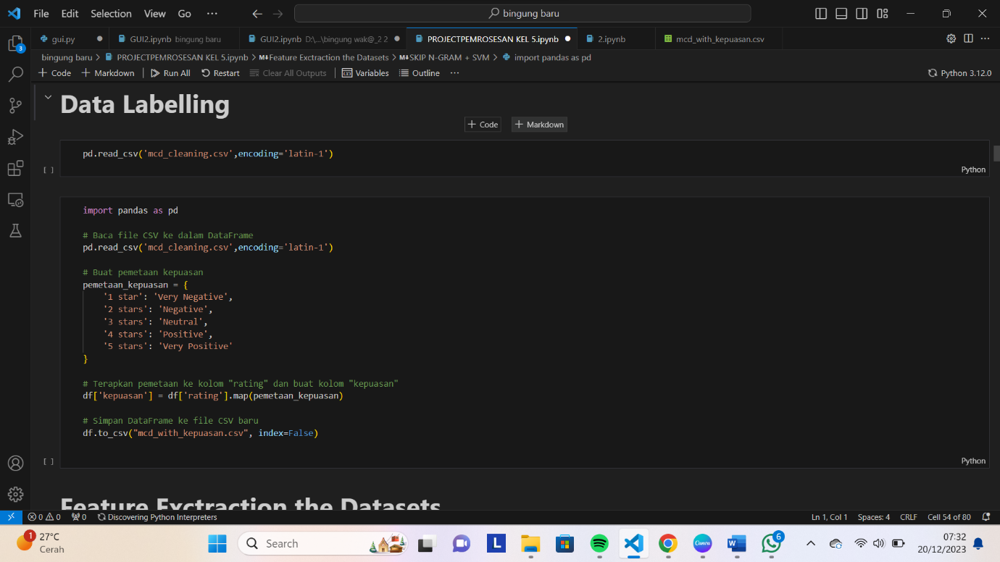 File Edit Selection View Go ··· bingung baru
gui.py GUI2.ipynb bingung baru GUI2.ipynb D:\...\bingung wak@_2 2 PROJECTPEMROSESAN KEL 5.ipynb 2.ipynb mcd_with_kepuasan.csv
3
bingung baru > PROJECTPEMROSESAN KEL 5.ipynb > M↓Feature Exctraction the Datasets > M↓SKIP N-GRAM + SVM > import pandas as pd
+ Code + Markdown Run All Restart Clear All Outputs Variables Outline ··· Python 3.12.0
Data Labelling
+ Code + Markdown
pd.read_csv('mcd_cleaning.csv',encoding='latin-1')
[ ] Python
import pandas as pd
# Baca file CSV ke dalam DataFrame
pd.read_csv('mcd_cleaning.csv',encoding='latin-1')
# Buat pemetaan kepuasan
pemetaan_kepuasan = {
'1 star': 'Very Negative',
'2 stars': 'Negative',
'3 stars': 'Neutral',
'4 stars': 'Positive',
'5 stars': 'Very Positive'
}
# Terapkan pemetaan ke kolom "rating" dan buat kolom "kepuasan"
df['kepuasan'] = df['rating'].map(pemetaan_kepuasan)
# Simpan DataFrame ke file CSV baru
df.to_csv("mcd_with_kepuasan.csv", index=False)
[ ] Python
Feature Exctraction the Datasets
0 0 0 Discovering Python Interpreters Ln 1, Col 1 Spaces: 4 CRLF Cell 54 of 80
1 27°C
Cerah
Search
L
Canva
W
6
07:32
20/12/2023